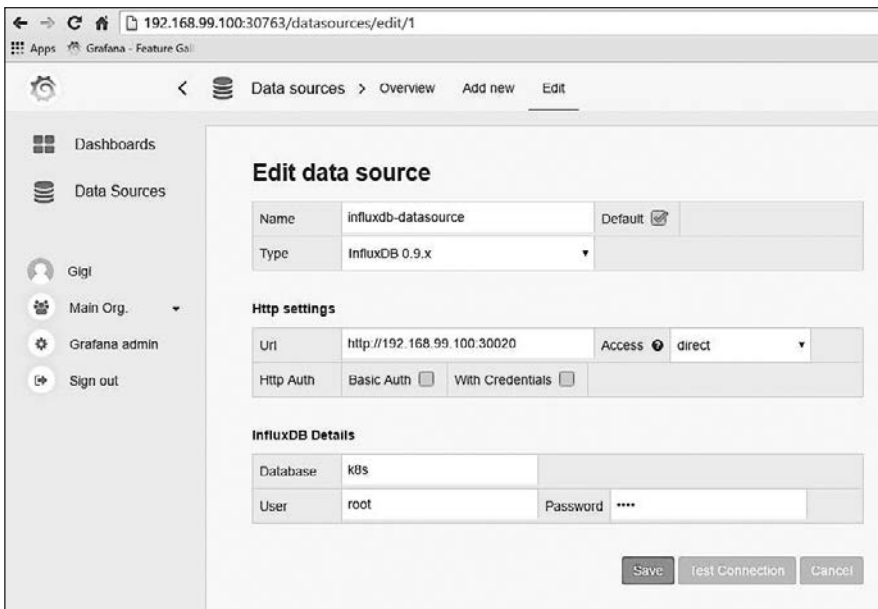 192.168.99.100:30763/datasources/edit/1
Apps Grafana - Feature Gal
Data sources > Overview Add new Edit
Dashboards
Data Sources
Gigi
Main Org.
Grafana admin
Sign out
Edit data source
Name influxdb-datasource Default
Type InfluxDB 0.9.x
Http settings
Url http://192.168.99.100:30020 Access direct
Http Auth Basic Auth With Credentials
InfluxDB Details
Database k8s
User root Password ••••
Save Test Connection Cancel